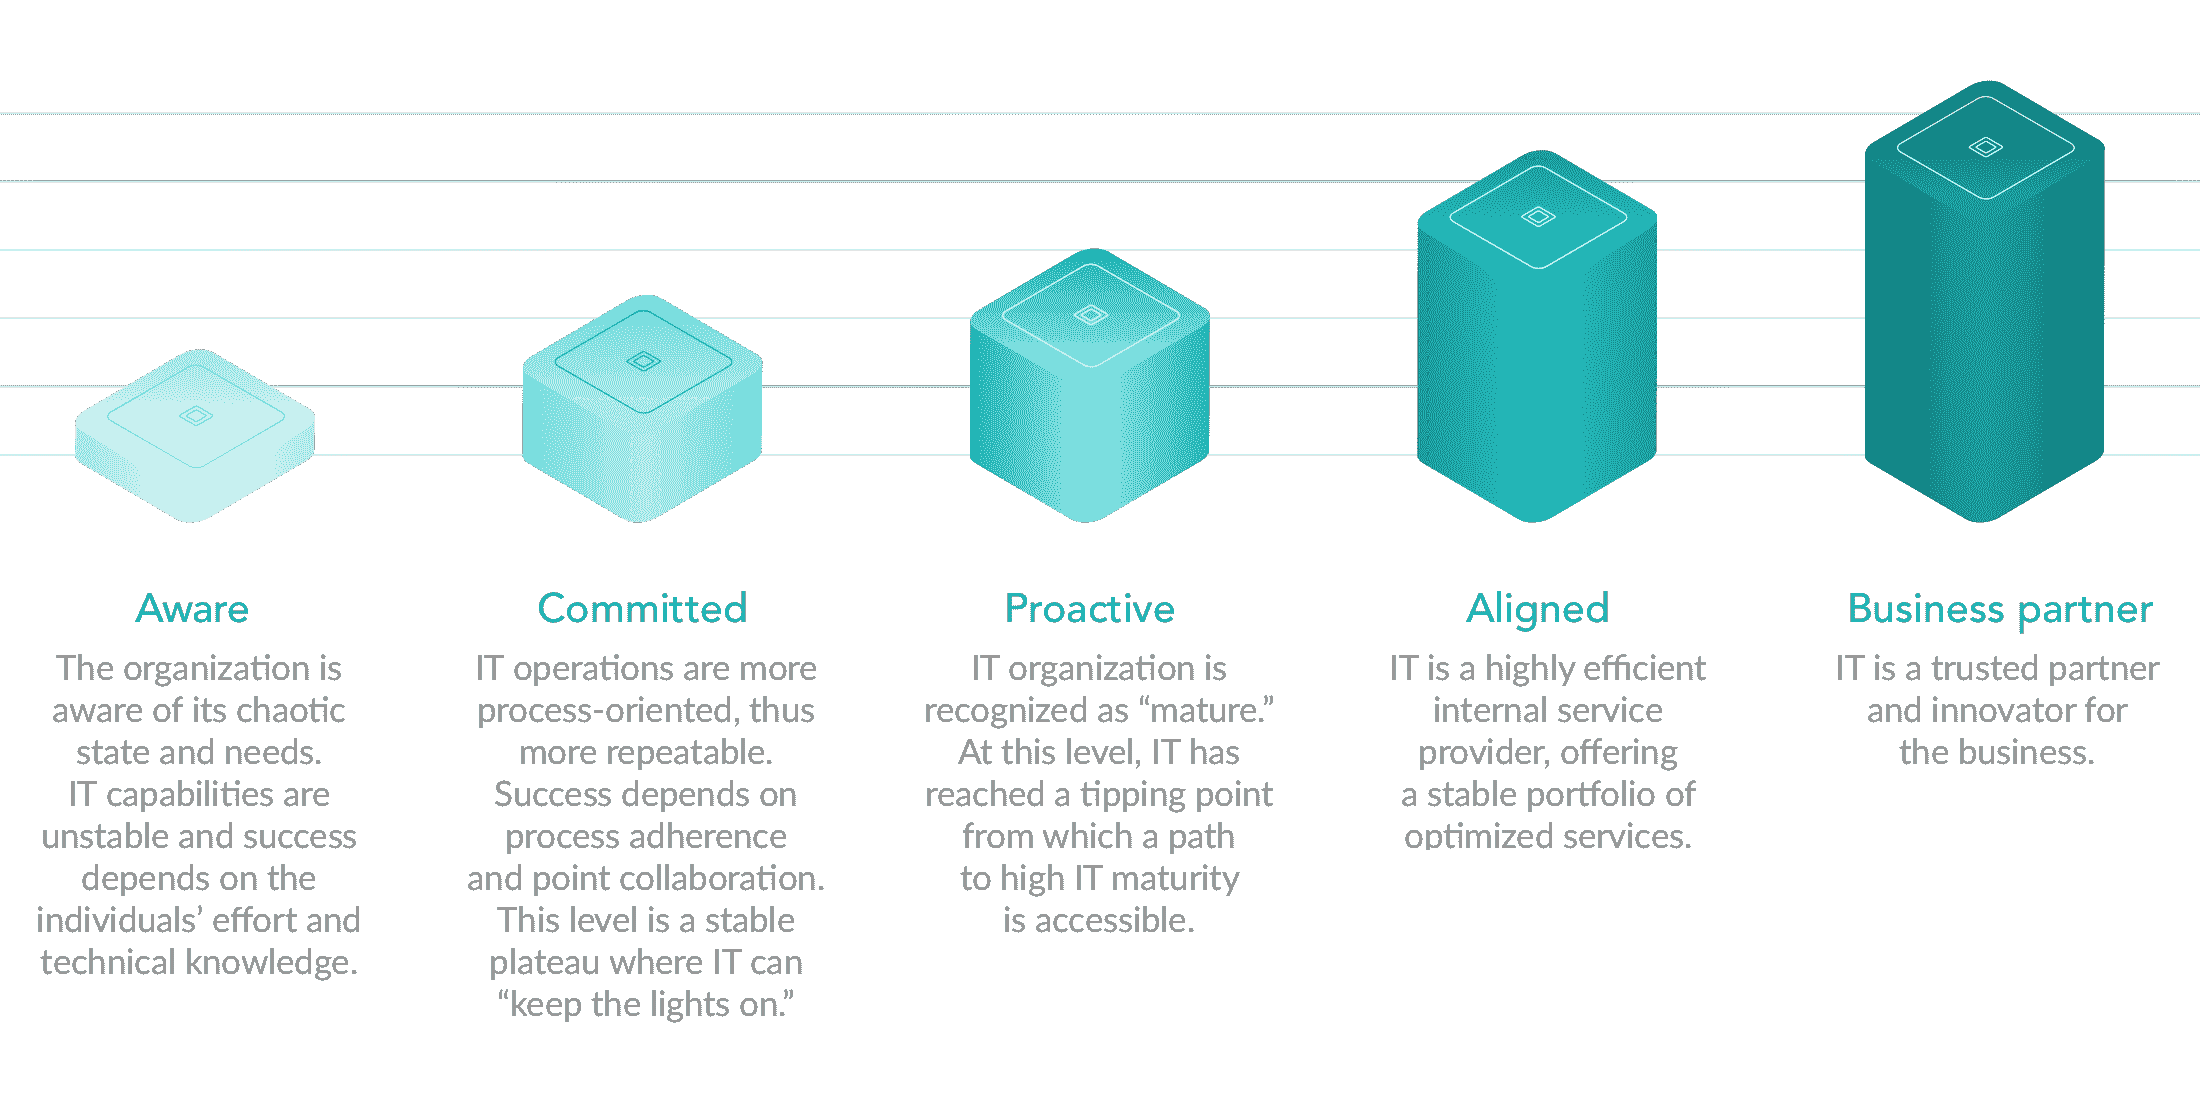 Aware
The organization is
aware of its chaotic
state and needs.
IT capabilities are
unstable and success
depends on the
individuals’ effort and
technical knowledge.
Committed
IT operations are more
process-oriented, thus
more repeatable.
Success depends on
process adherence
and point collaboration.
This level is a stable
plateau where IT can
“keep the lights on.”
Proactive
IT organization is
recognized as “mature.”
At this level, IT has
reached a tipping point
from which a path
to high IT maturity
is accessible.
Aligned
IT is a highly efficient
internal service
provider, offering
a stable portfolio of
optimized services.
Business partner
IT is a trusted partner
and innovator for
the business.